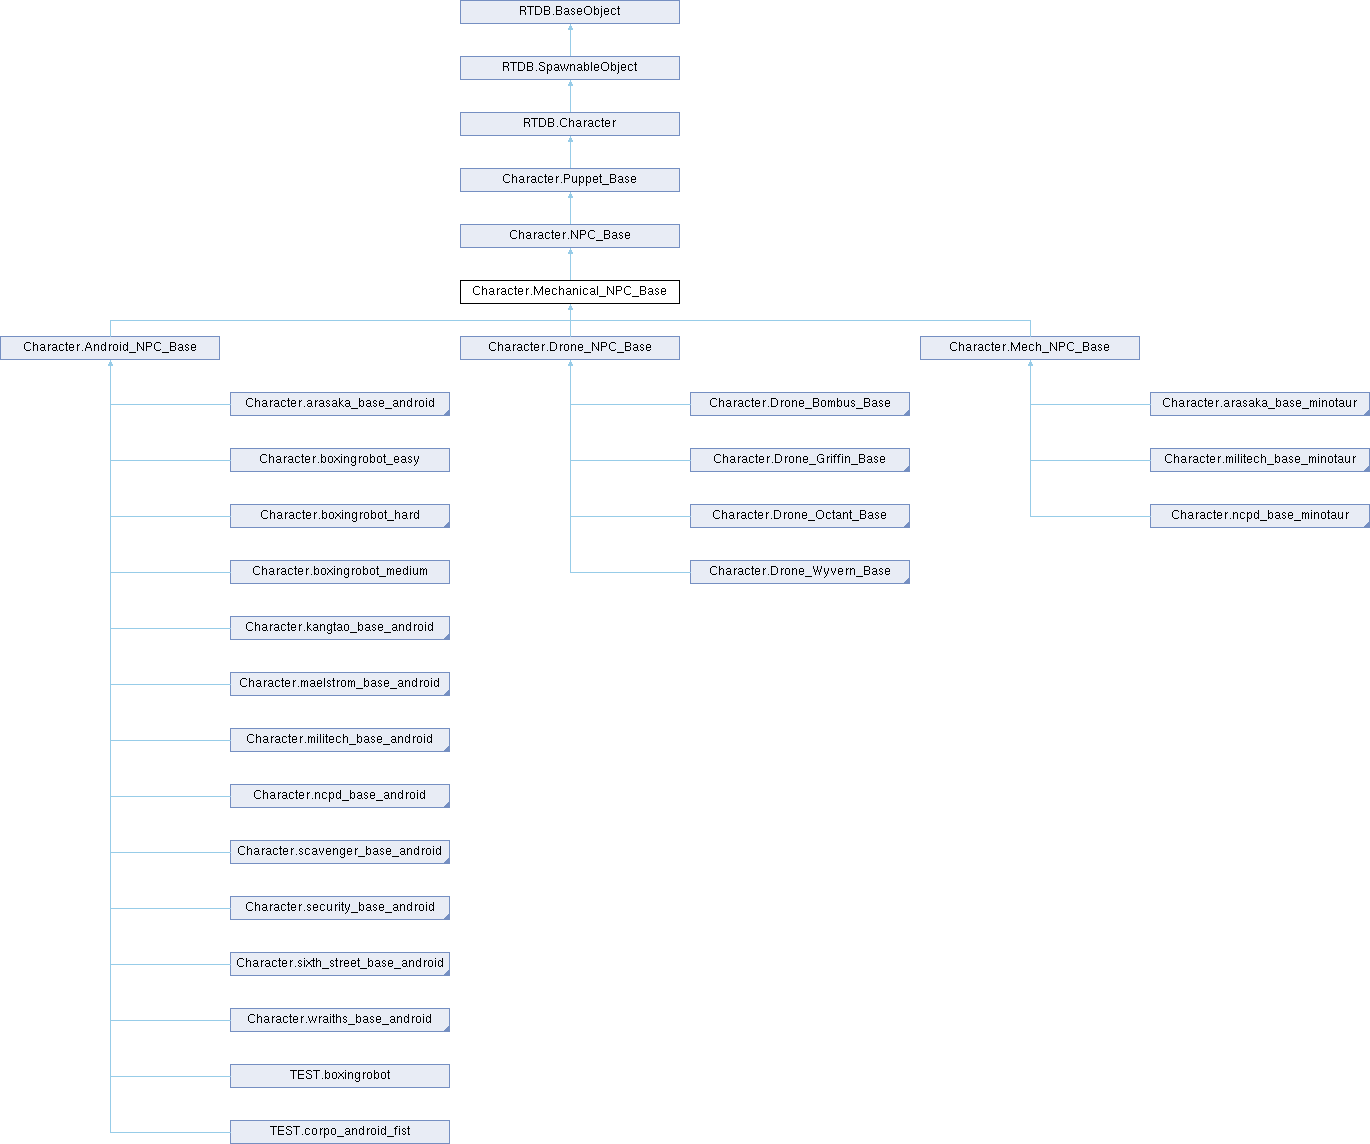 RTDB.BaseObject
RTDB.SpawnableObject
RTDB.Character
Character.Puppet_Base
Character.NPC_Base
Character.Mechanical_NPC_Base
Character.Android_NPC_Base
Character.Drone_NPC_Base
Character.Mech_NPC_Base
Character.arasaka_base_android
Character.Drone_Bombus_Base
Character.arasaka_base_minotaur
Character.boxingrobot_easy
Character.Drone_Griffin_Base
Character.militech_base_minotaur
Character.boxingrobot_hard
Character.Drone_Octant_Base
Character.ncpd_base_minotaur
Character.boxingrobot_medium
Character.Drone_Wyvern_Base
Character.kangtao_base_android
Character.maelstrom_base_android
Character.militech_base_android
Character.ncpd_base_android
Character.scavenger_base_android
Character.security_base_android
Character.sixth_street_base_android
Character.wraiths_base_android
TEST.boxingrobot
TEST.corpo_android_fist